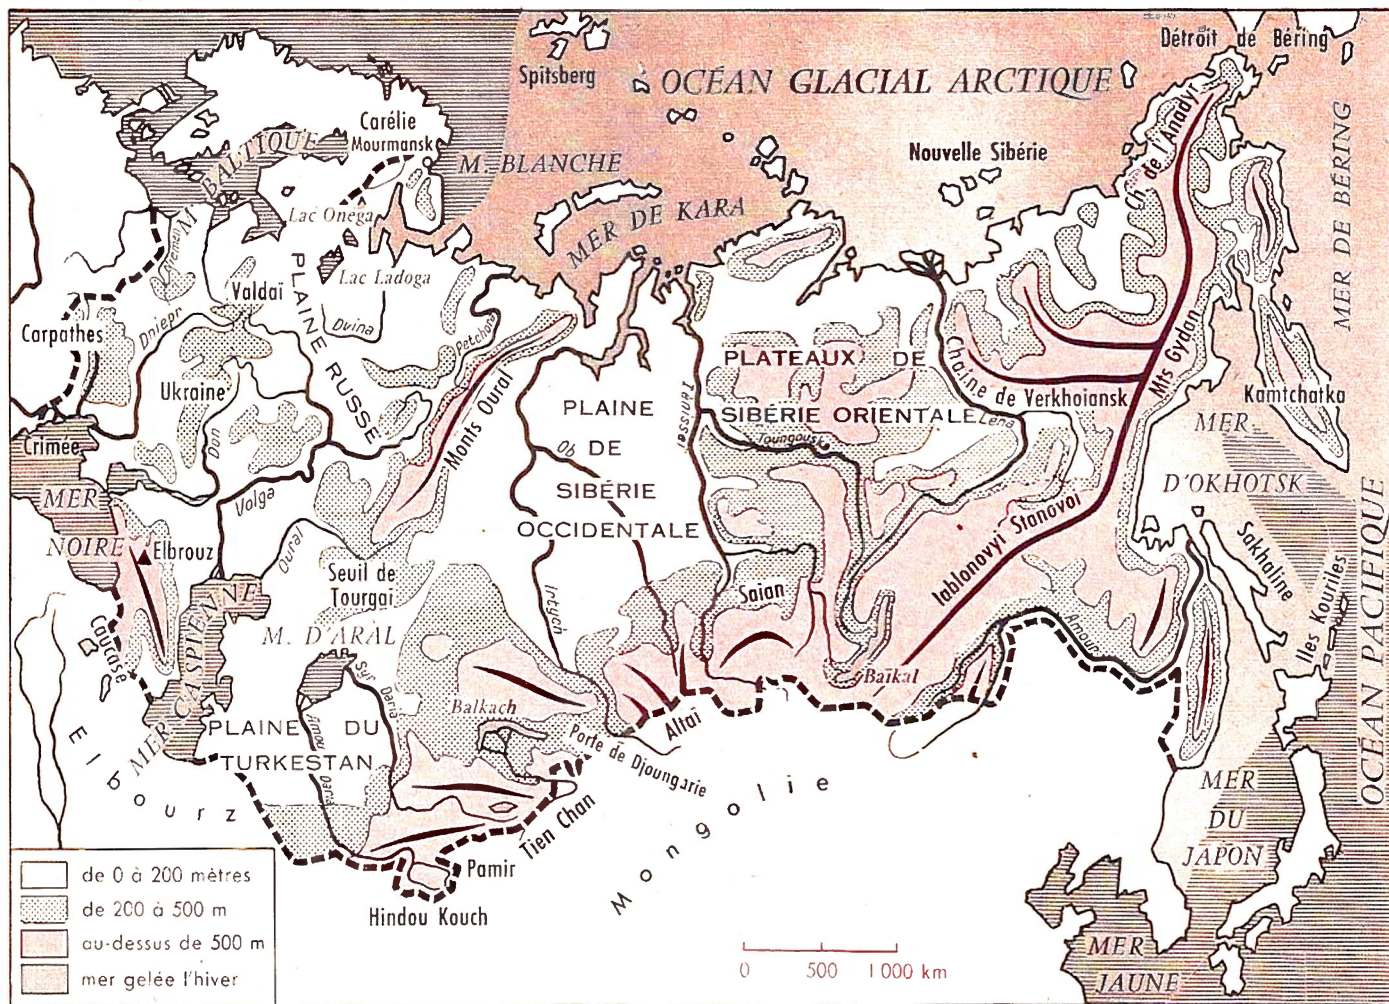 Détroit de Béring
Spitsberg
OCÉAN GLACIAL ARCTIQUE
Carélie
Mourmansk
M. BLANCHE
Nouvelle Sibérie
Ch. de l'Anadyr
MER DE BÉRING
M. BALTIQUE
MER DE KARA
Lac Onéga
Niemen
Lac Ladoga
Valdaï
PLAINE RUSSE
Dvina
Petchora
Carpathes
Dniepr
Ukraine
Don
Monts Oural
PLAINE
DE
SIBÉRIE
OCCIDENTALE
Ob
Iénisséi
PLATEAUX DE
SIBÉRIE ORIENTALE
Léna
Toungouska
Chaîne de Verkhoiansk
Mts Gydan
Kamtchatka
MER
D'OKHOTSK
Crimée
MER
NOIRE
Elbrouz
Volga
Oural
Seuil de
Tourgaï
Irtych
Saïan
Iablonovyi Stanovoi
Sakhaline
Iles Kouriles
OCÉAN PACIFIQUE
Caucase
MER CASPIENNE
M. D'ARAL
Syr Daria
Amou Daria
Balkach
Altaï
Baïkal
Amour
PLAINE DU
TURKESTAN
Porte de Djoungarie
Elbourz
Tien Chan
Mongolie
Pamir
Hindou Kouch
MER
DU
JAPON
MER
JAUNE
de 0 à 200 mètres
de 200 à 500 m
au-dessus de 500 m
mer gelée l'hiver
0 500 1 000 km